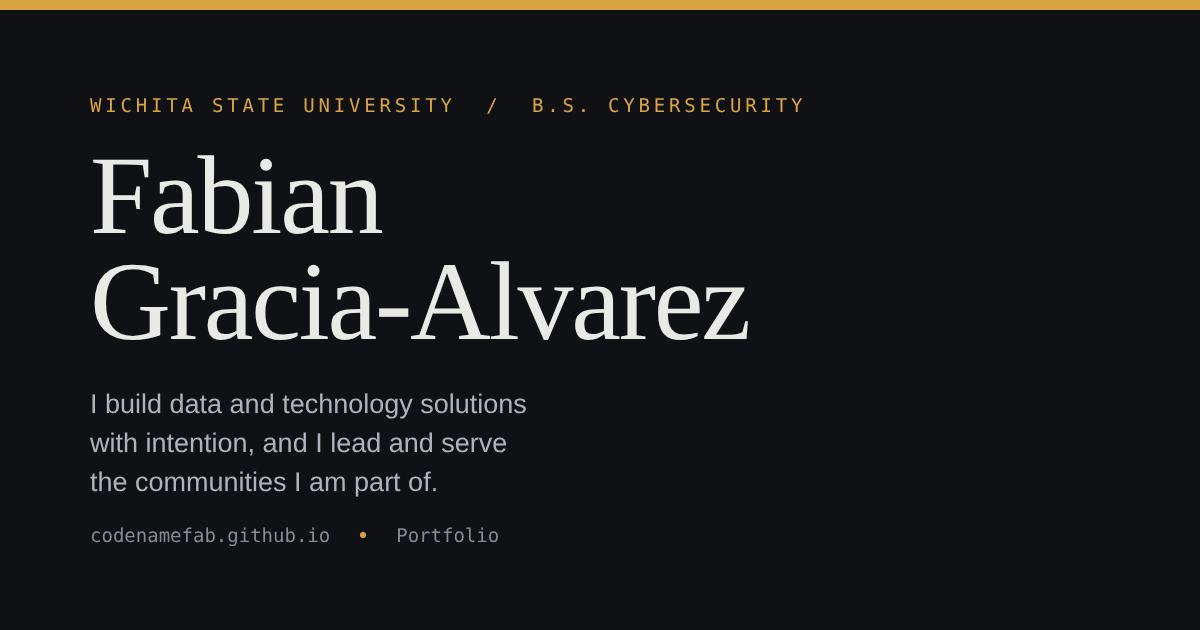 WICHITA STATE UNIVERSITY / B.S. CYBERSECURITY
Fabian
Gracia-Alvarez
I build data and technology solutions
with intention, and I lead and serve
the communities I am part of.
codenamefab.github.io • Portfolio